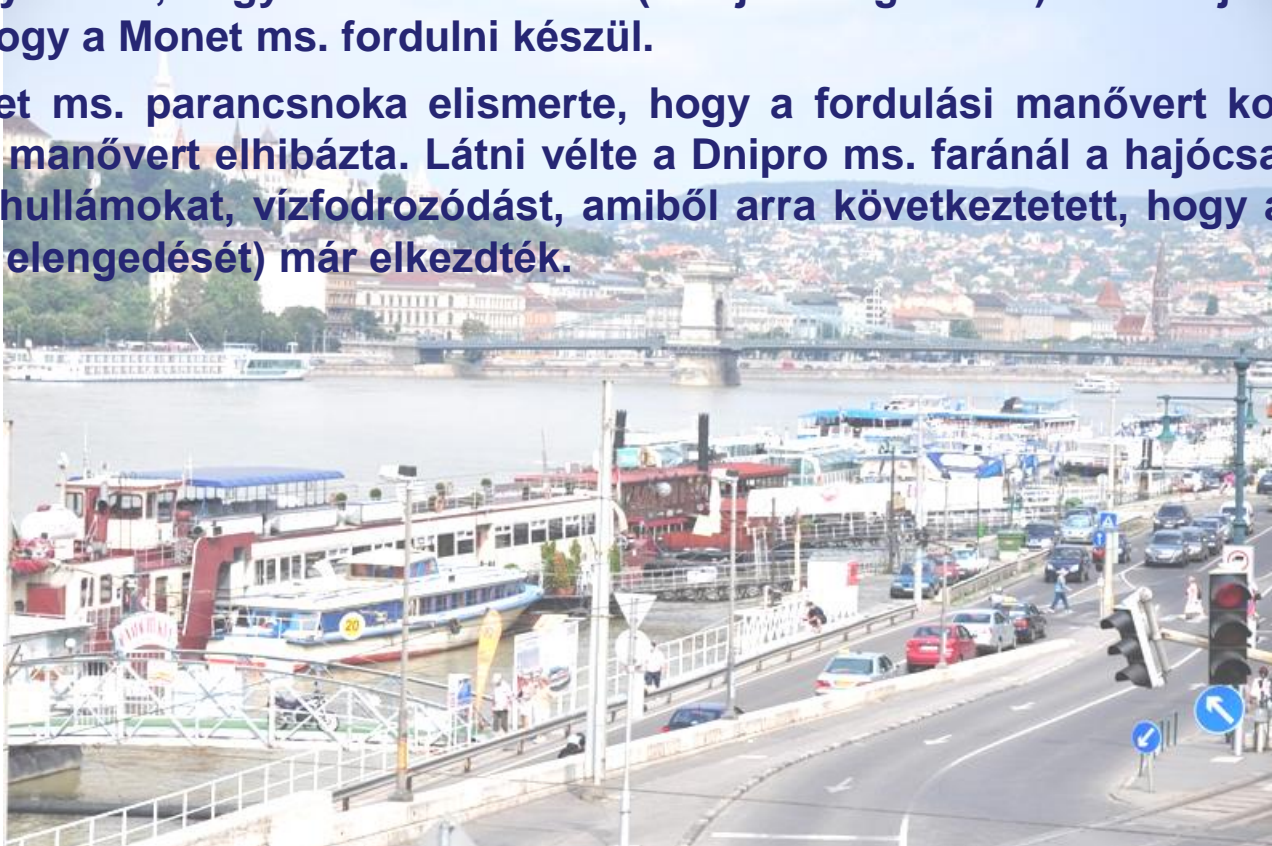 ogy a Monet ms. fordulni készül.
et ms. parancsnoka elismerte, hogy a fordulási manővert ko
manővert elhibázta. Látni vélte a Dnipro ms. faránál a hajócsa
hullámokat, vízfodrozódást, amiből arra következtetett, hogy a
elengedését) már elkezdték.
20